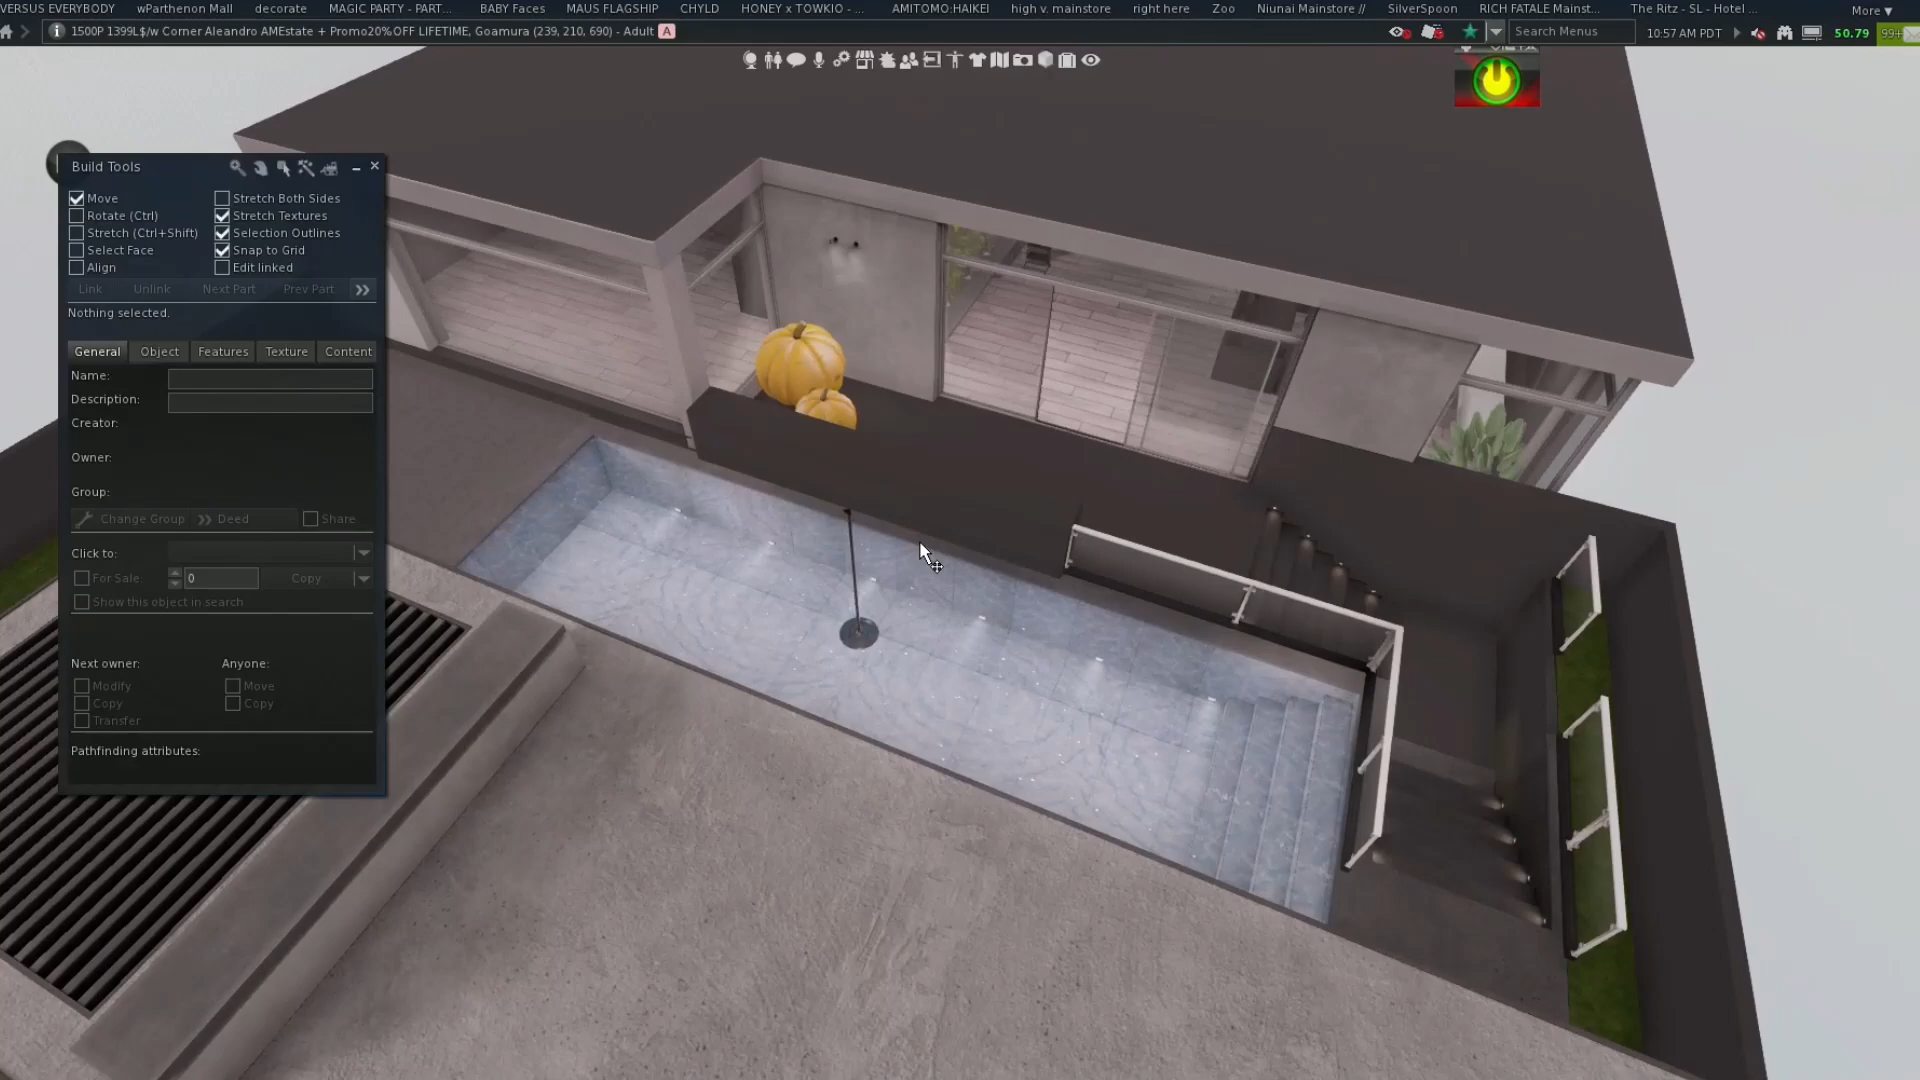 VERSUS EVERYBODY wParthenon Mall decorate MAGIC PARTY - PART... BABY Faces MAUS FLAGSHIP CHYLD HONEY x TOWKIO - ... AMITOMO:HAIKEI high v. mainstore right here Zoo Niunai Mainstore // SilverSpoon RICH FATALE Mainst... The Ritz - SL - Hotel ... More ▼
1500P 1399L$/w Corner Aleandro AMEstate + Promo20%OFF LIFETIME, Goamura (239, 210, 690) - Adult A Search Menus 10:57 AM PDT 50.79 99+
Build Tools
Move Stretch Both Sides
Rotate (Ctrl) Stretch Textures
Stretch (Ctrl+Shift) Selection Outlines
Select Face Snap to Grid
Align Edit linked
Link Unlink Next Part Prev Part
Nothing selected.
General Object Features Texture Content
Name:
Description:
Creator:
Owner:
Group:
Change Group Deed Share
Click to:
For Sale: 0 Copy
Show this object in search
Next owner: Anyone:
Modify Move
Copy Copy
Transfer
Pathfinding attributes: